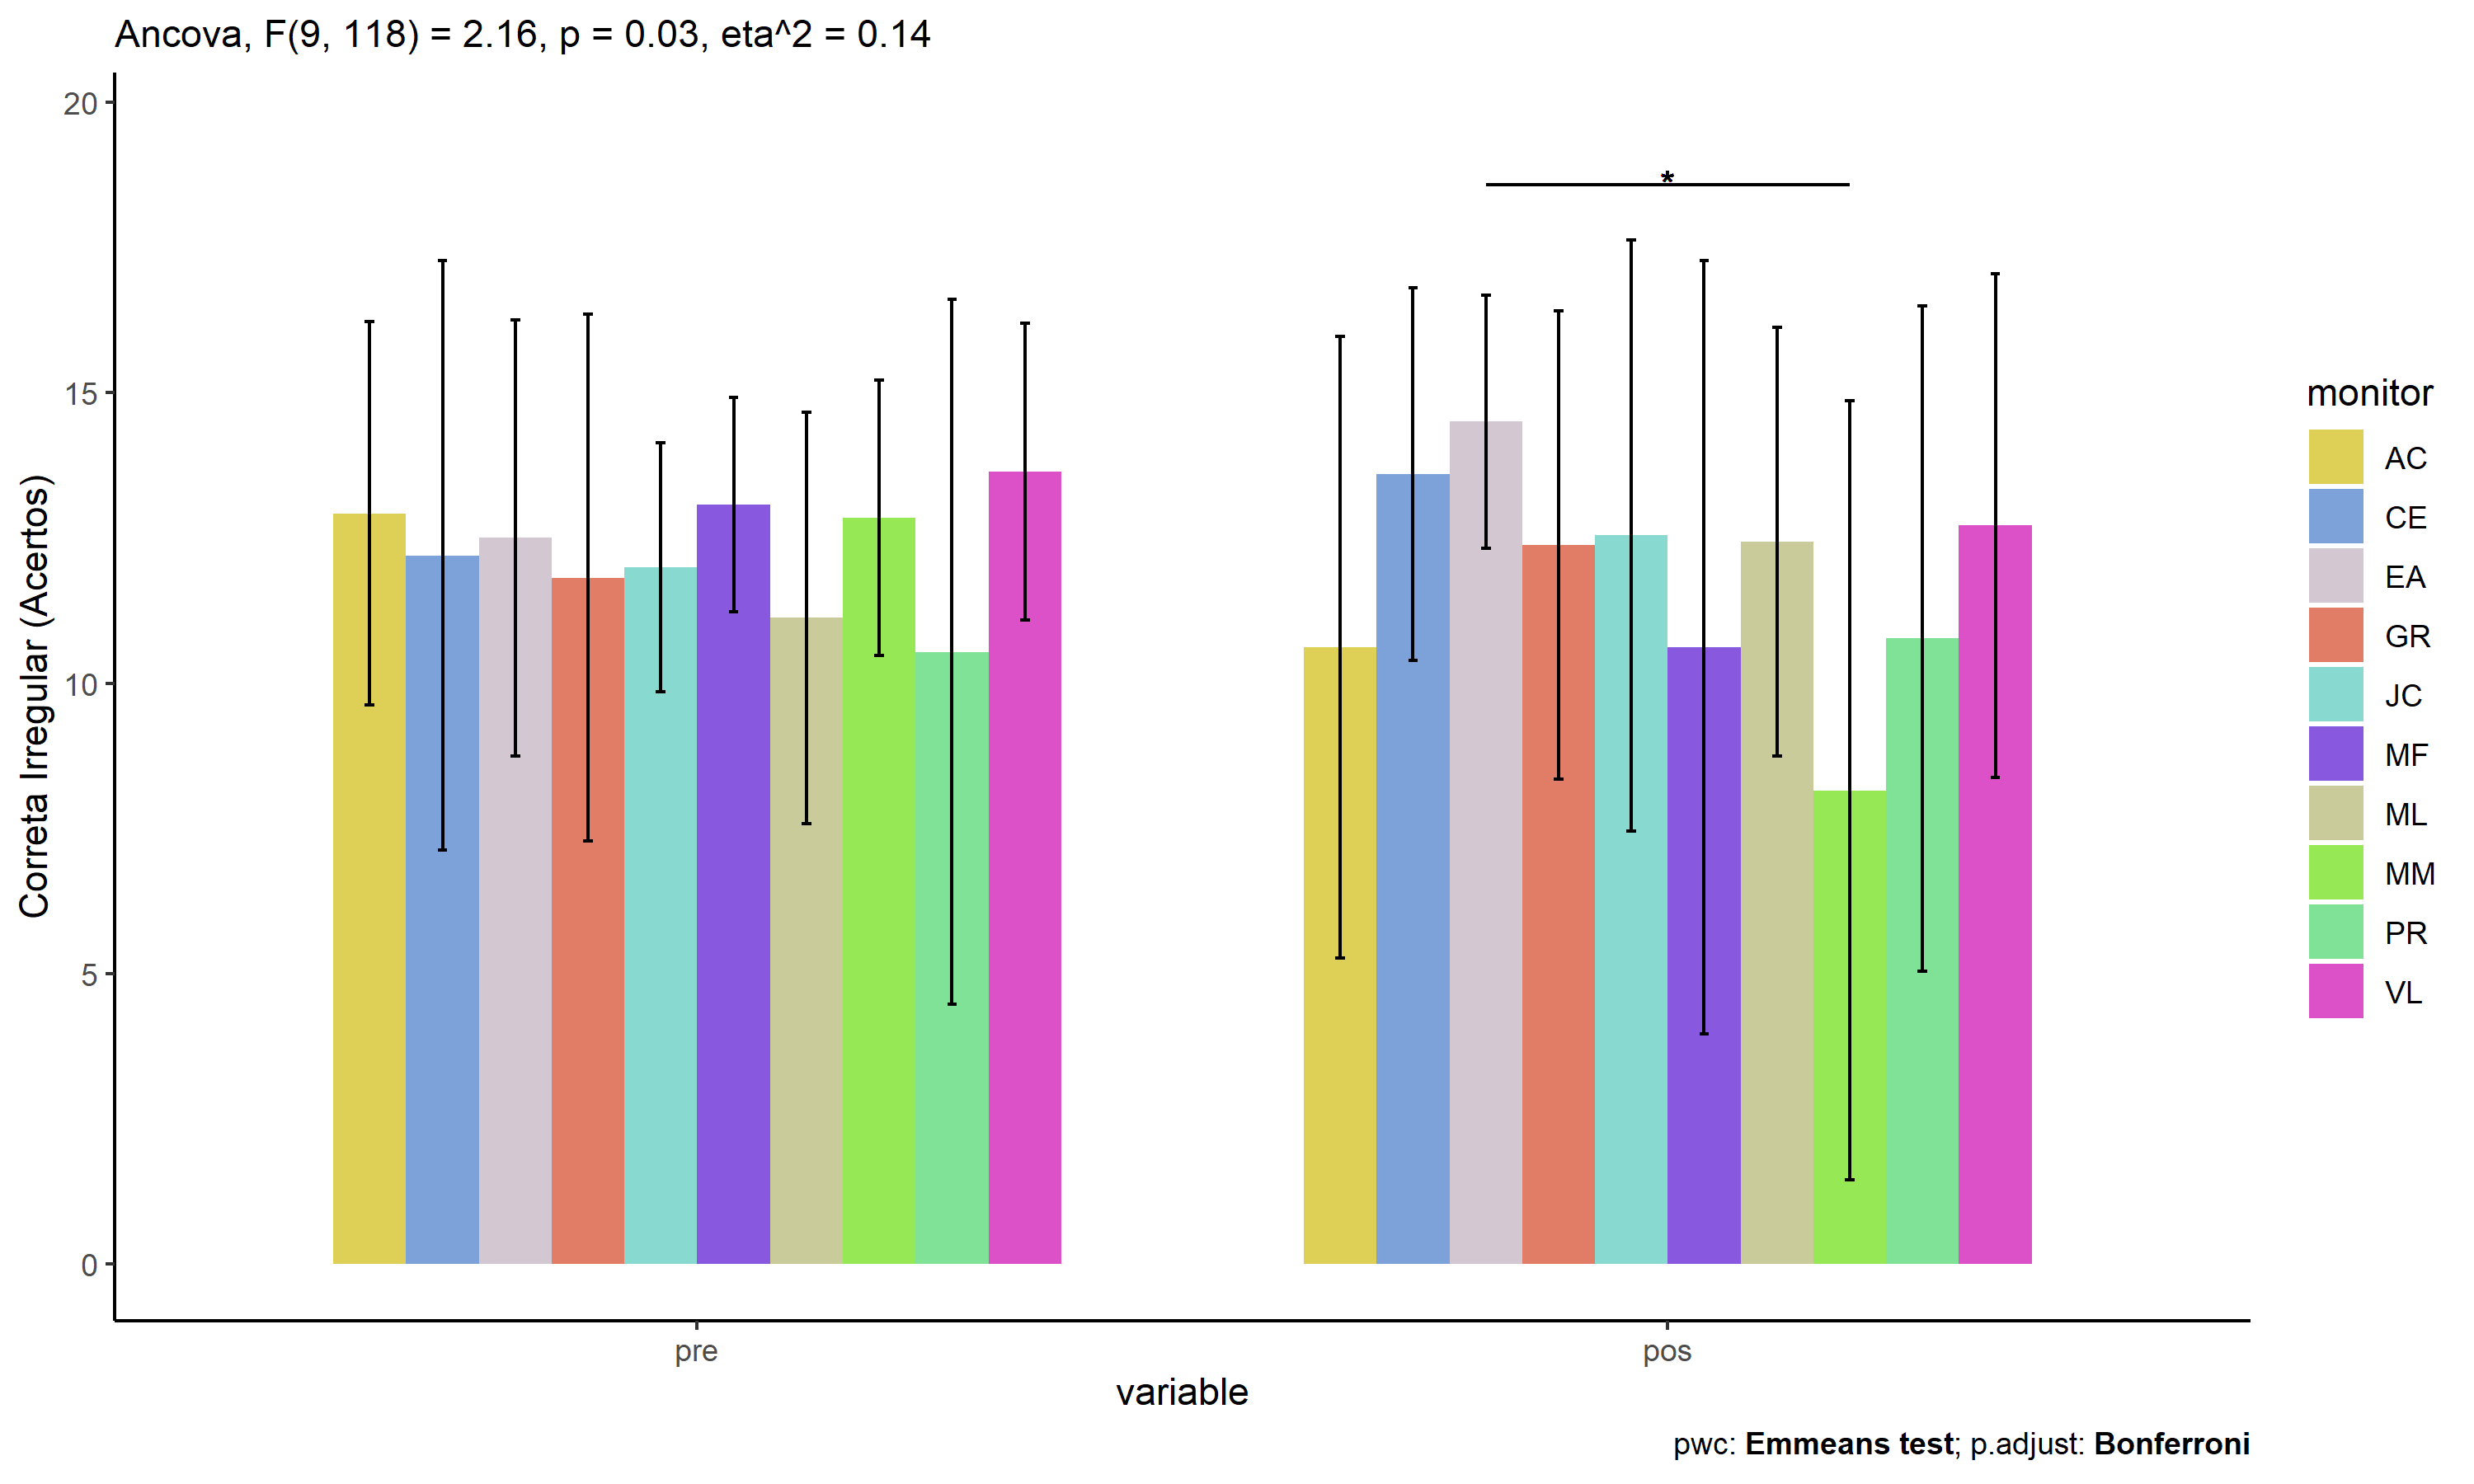 Ancova, F(9, 118) = 2.16, p = 0.03, eta^2 = 0.14
20
15
10
5
0
Correta Irregular (Acertos)
*
pre
pos
variable
monitor
AC
CE
EA
GR
JC
MF
ML
MM
PR
VL
pwc: Emmeans test; p.adjust: Bonferroni